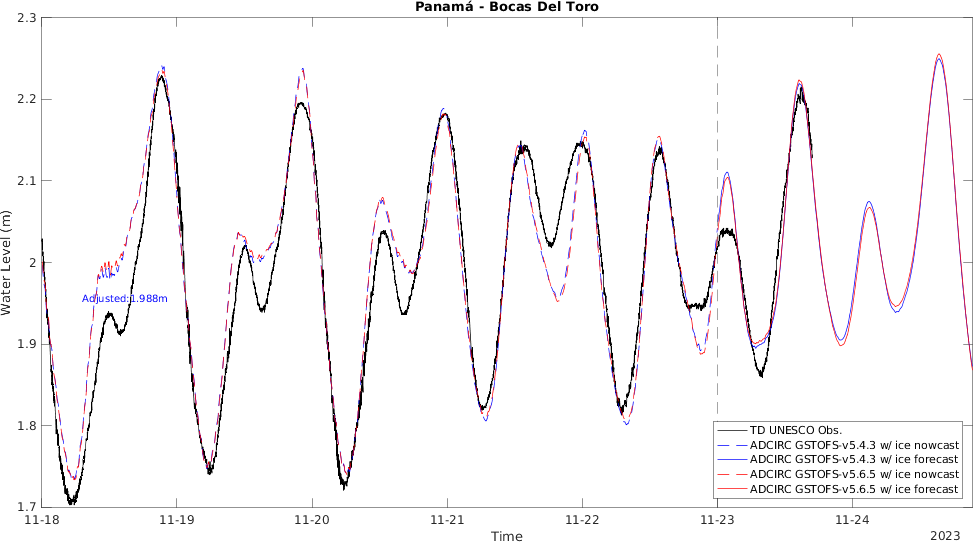 Panamá - Bocas Del Toro
Water Level (m)
2.3
2.2
2.1
2
1.9
1.8
1.7
Adjusted:1.988m
TD UNESCO Obs.
ADCIRC GSTOFS-v5.4.3 w/ ice nowcast
ADCIRC GSTOFS-v5.4.3 w/ ice forecast
ADCIRC GSTOFS-v5.6.5 w/ ice nowcast
ADCIRC GSTOFS-v5.6.5 w/ ice forecast
11-18 11-19 11-20 11-21 11-22 11-23 11-24
Time
2023